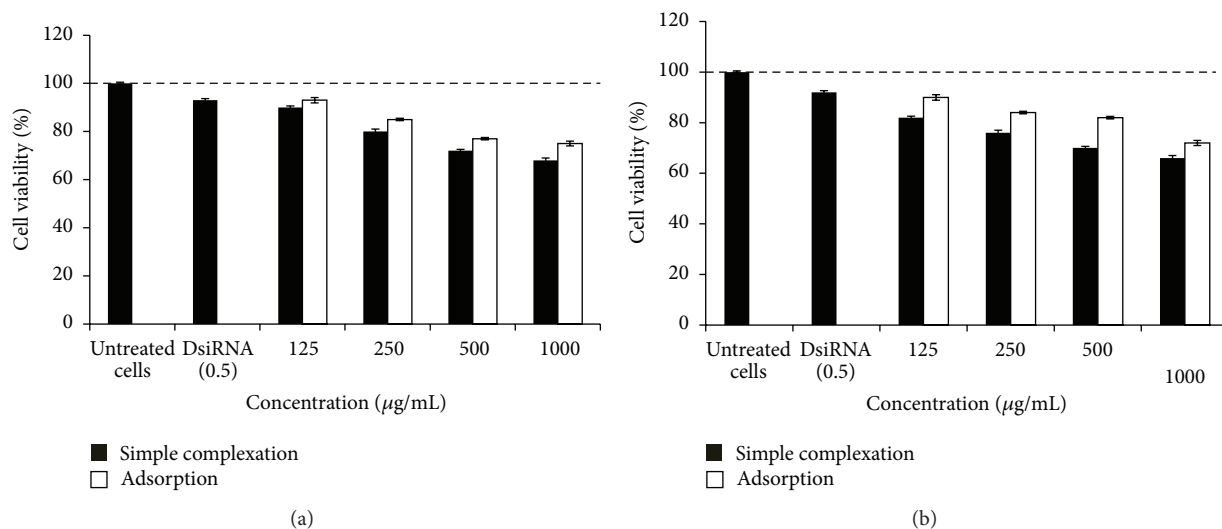 120
100
80
60
40
20
0
Cell viability (%)
Untreated
cells
DsiRNA
(0.5)
125
250
500
1000
Concentration (μg/mL)
Simple complexation
Adsorption
(a)
120
100
80
60
40
20
0
Cell viability (%)
Untreated
cells
DsiRNA
(0.5)
125
250
500
1000
Concentration (μg/mL)
Simple complexation
Adsorption
(b)